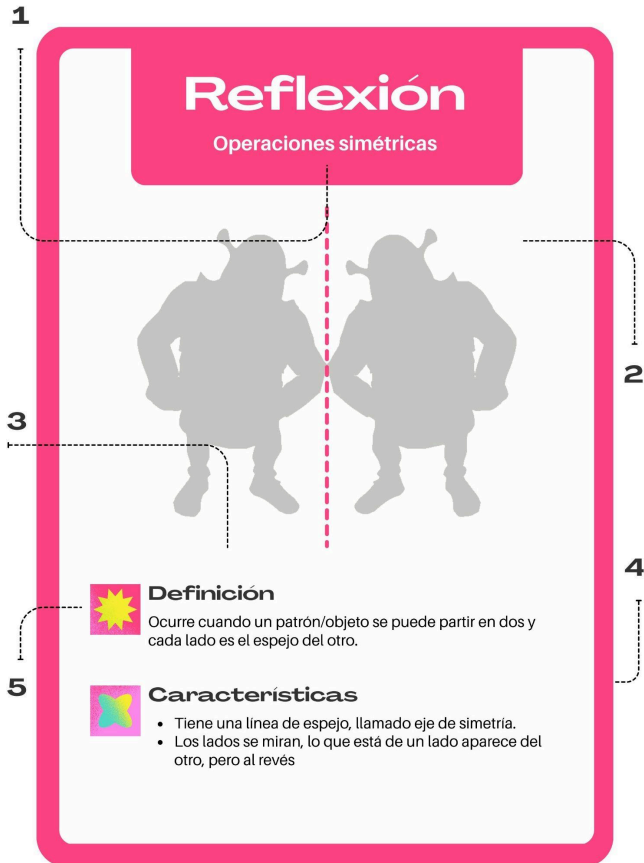 1
Reflexión
Operaciones simétricas
2
3
4
Definición
Ocurre cuando un patrón/objeto se puede partir en dos y
cada lado es el espejo del otro.
5
Características
• Tiene una línea de espejo, llamado eje de simetría.
• Los lados se miran, lo que está de un lado aparece del
otro, pero al revés